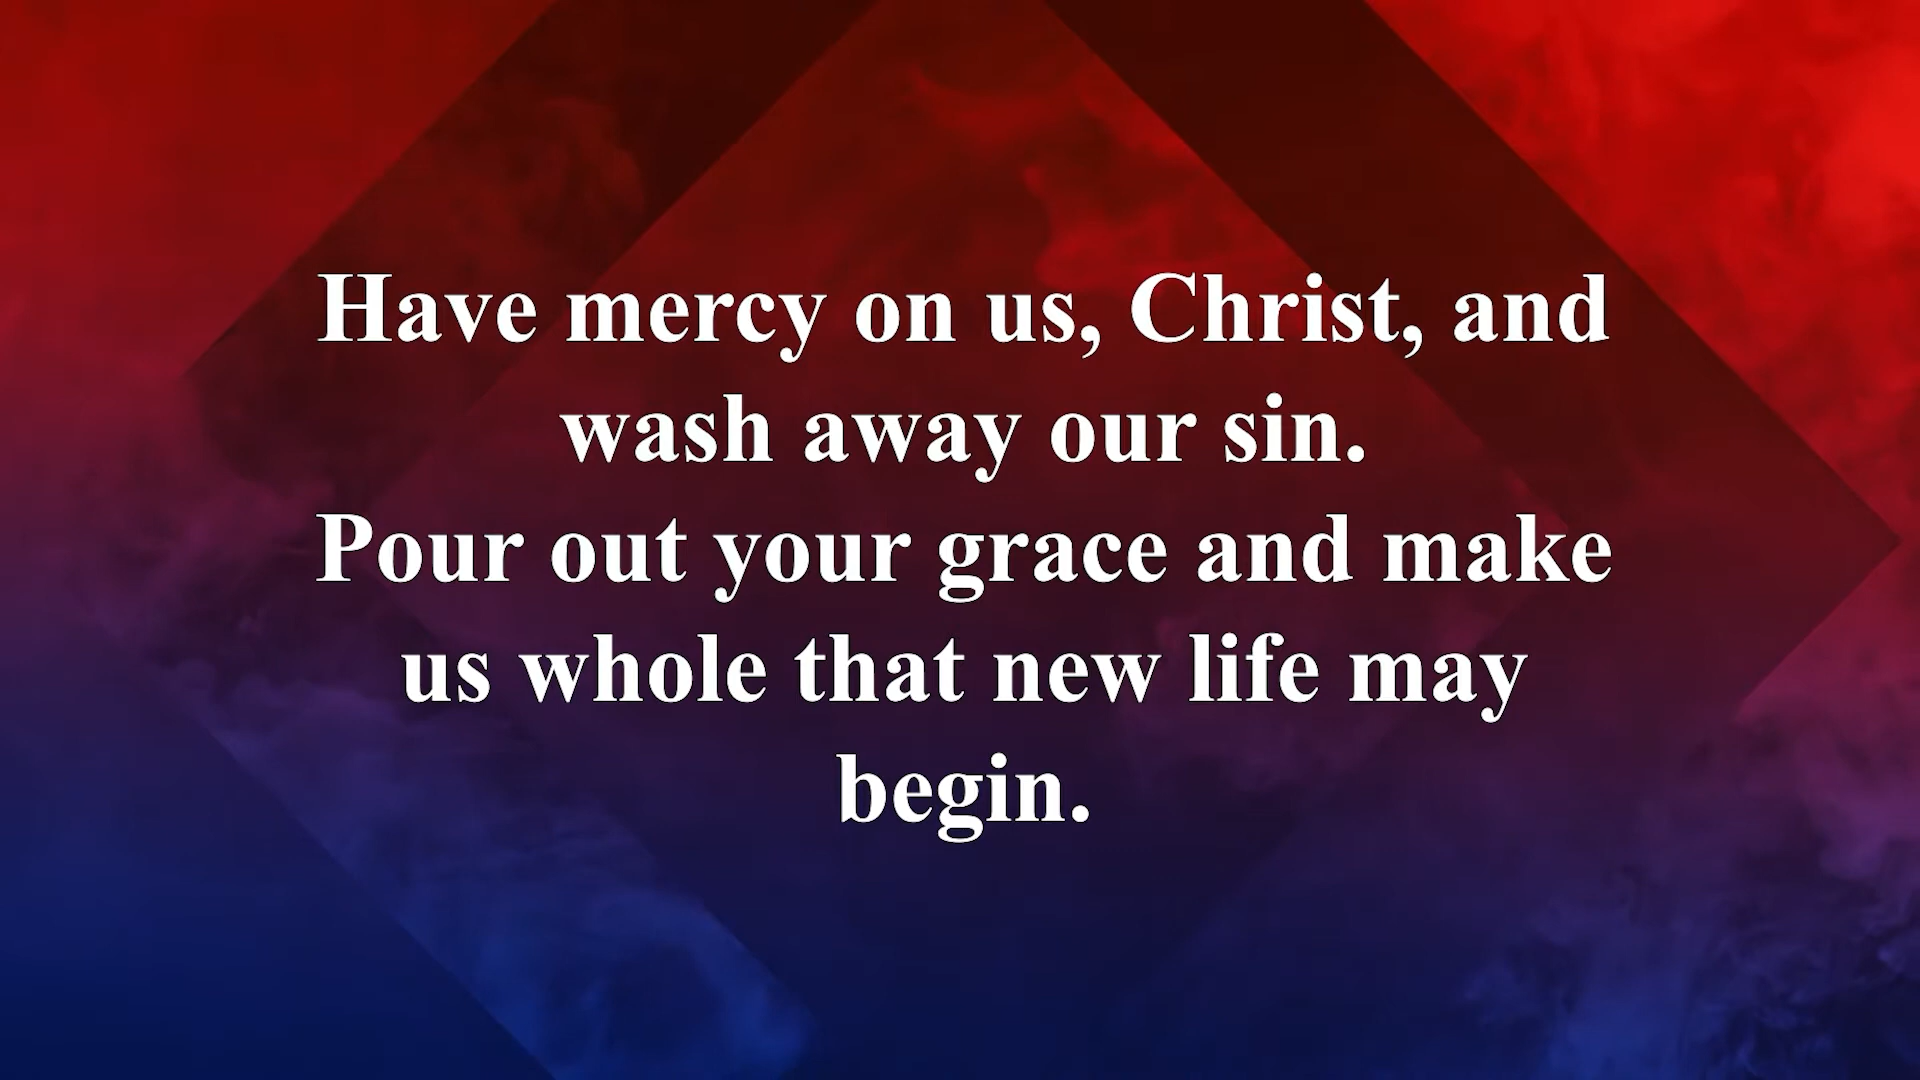 Have mercy on us, Christ, and
wash away our sin.
Pour out your grace and make
us whole that new life may
begin.